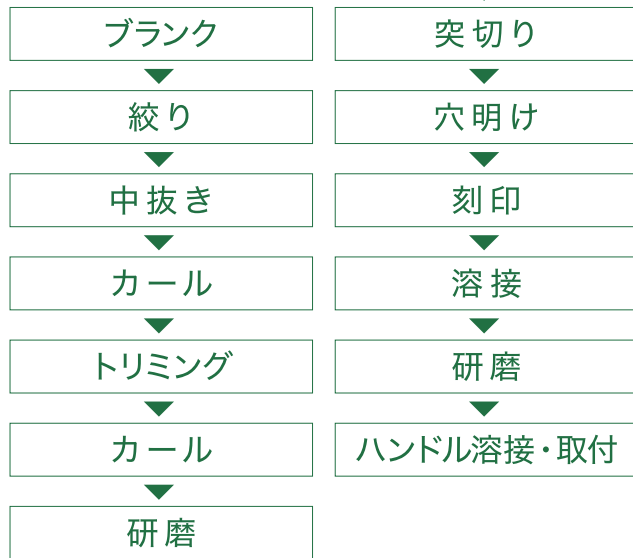 ブランク
絞り
中抜き
カール
トリミング
カール
研磨
突切り
穴明け
刻印
溶接
研磨
ハンドル溶接・取付